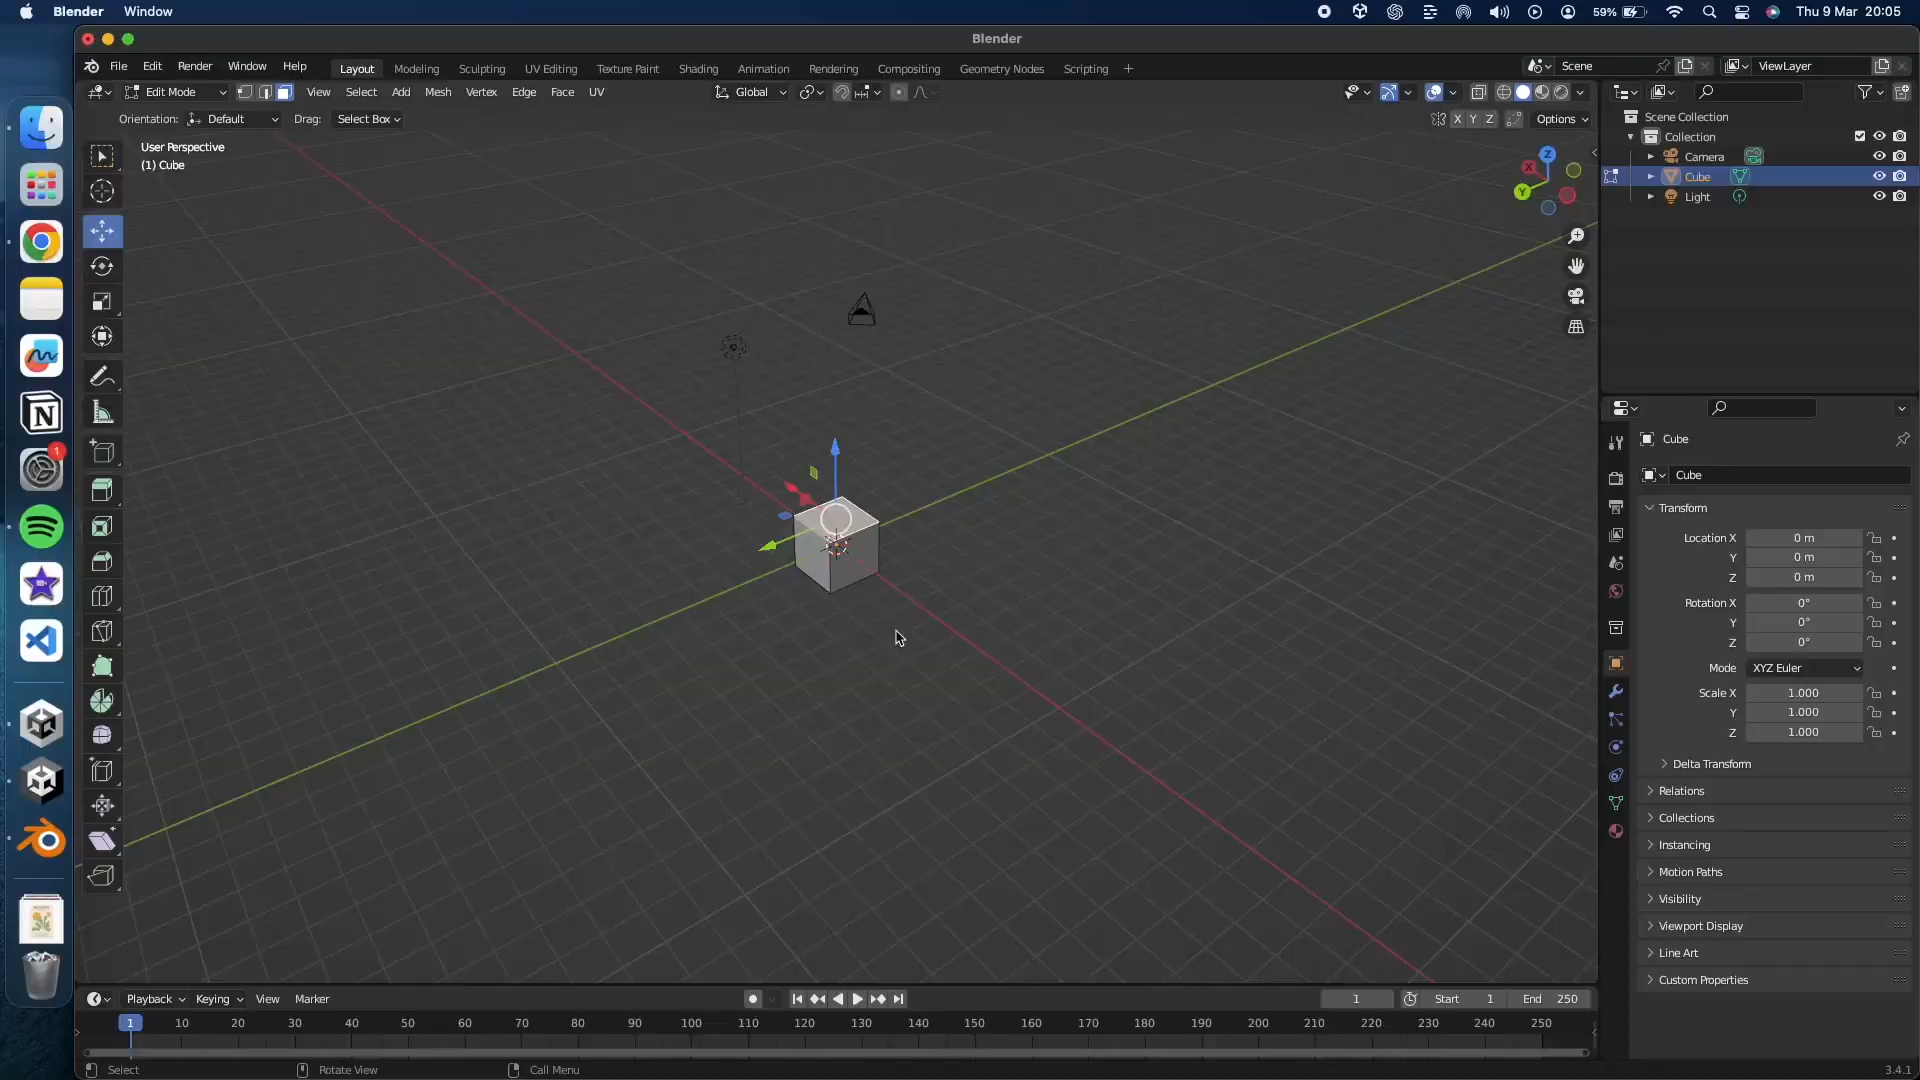 Blender Window 59% Thu 9 Mar 20:05
Blender
File Edit Render Window Help Layout Modeling Sculpting UV Editing Texture Paint Shading Animation Rendering Compositing Geometry Nodes Scripting + Scene ViewLayer
Edit Mode View Select Add Mesh Vertex Edge Face UV Global
Orientation: Default Drag: Select Box X Y Z Options
User Perspective
(1) Cube
Z
X
Y
Scene Collection
Collection
Camera
Cube
Light
N
1
Cube
Cube
Transform
Location X 0 m
Y 0 m
Z 0 m
Rotation X 0°
Y 0°
Z 0°
Mode XYZ Euler
Scale X 1.000
Y 1.000
Z 1.000
Delta Transform
Relations
Collections
Instancing
Motion Paths
Visibility
Viewport Display
Line Art
Custom Properties
Playback Keying View Marker 1 Start 1 End 250
1 10 20 30 40 50 60 70 80 90 100 110 120 130 140 150 160 170 180 190 200 210 220 230 240 250
Select Rotate View Call Menu 3.4.1